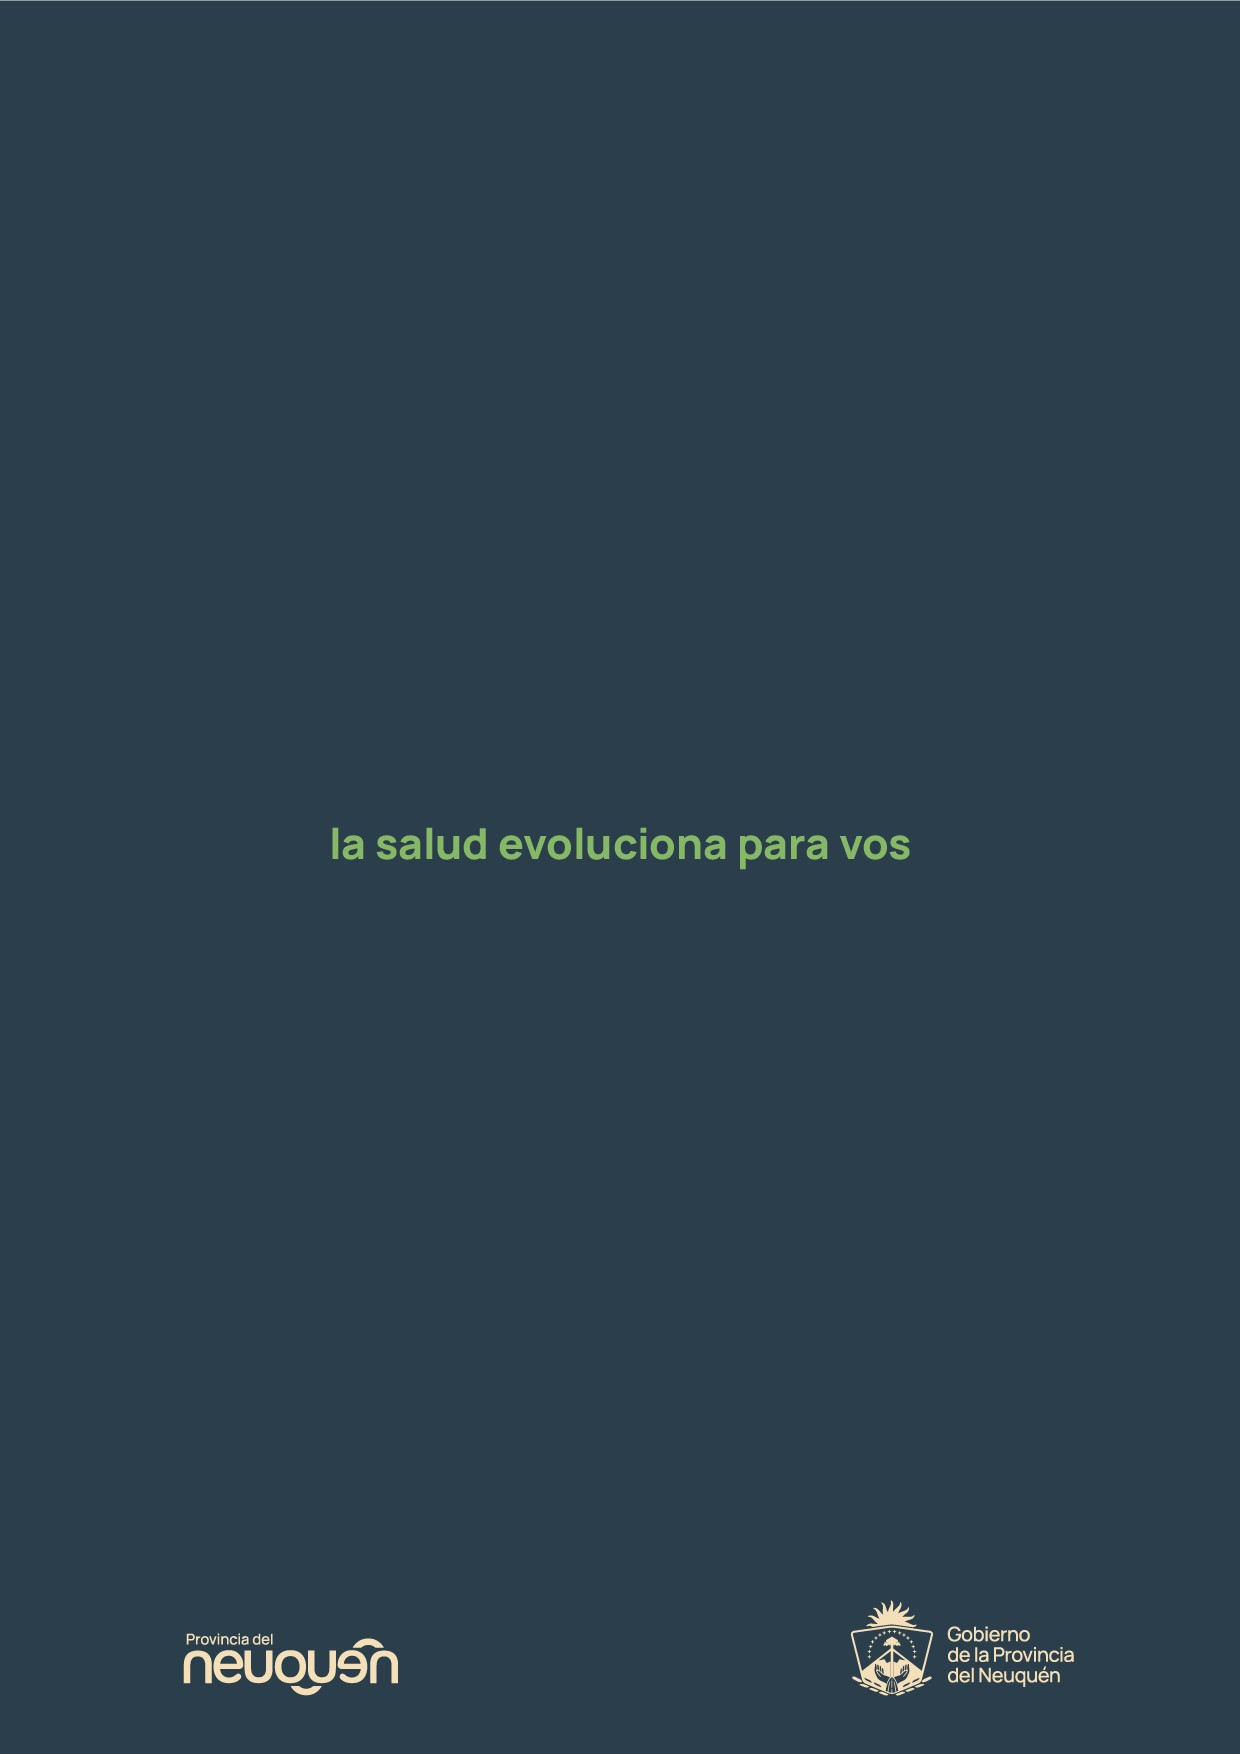 la salud evoluciona para vos
Provincia del
neuquén
Gobierno
de la Provincia
del Neuquén